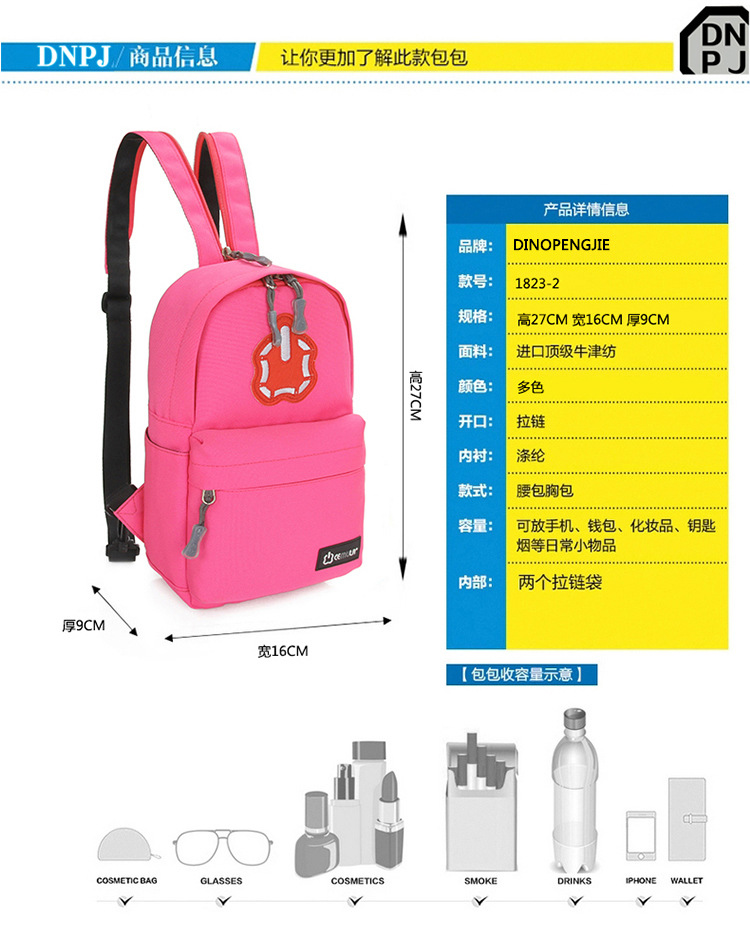 DNPJ//商品信息
让你更加了解此款包包
DN
PJ
产品详情信息
品牌: DINOPENGJIE
款号: 1823-2
规格: 高27CM 宽16CM 厚9CM
面料: 进口顶级牛津纺
颜色: 多色
开口: 拉链
内衬: 涤纶
款式: 腰包胸包
容量: 可放手机、钱包、化妆品、钥匙
烟等日常小物品
内部: 两个拉链袋
高27CM
厚9CM
宽16CM
【包包收容量示意】
COSMETIC BAG
GLASSES
COSMETICS
SMOKE
DRINKS
IPHONE
WALLET